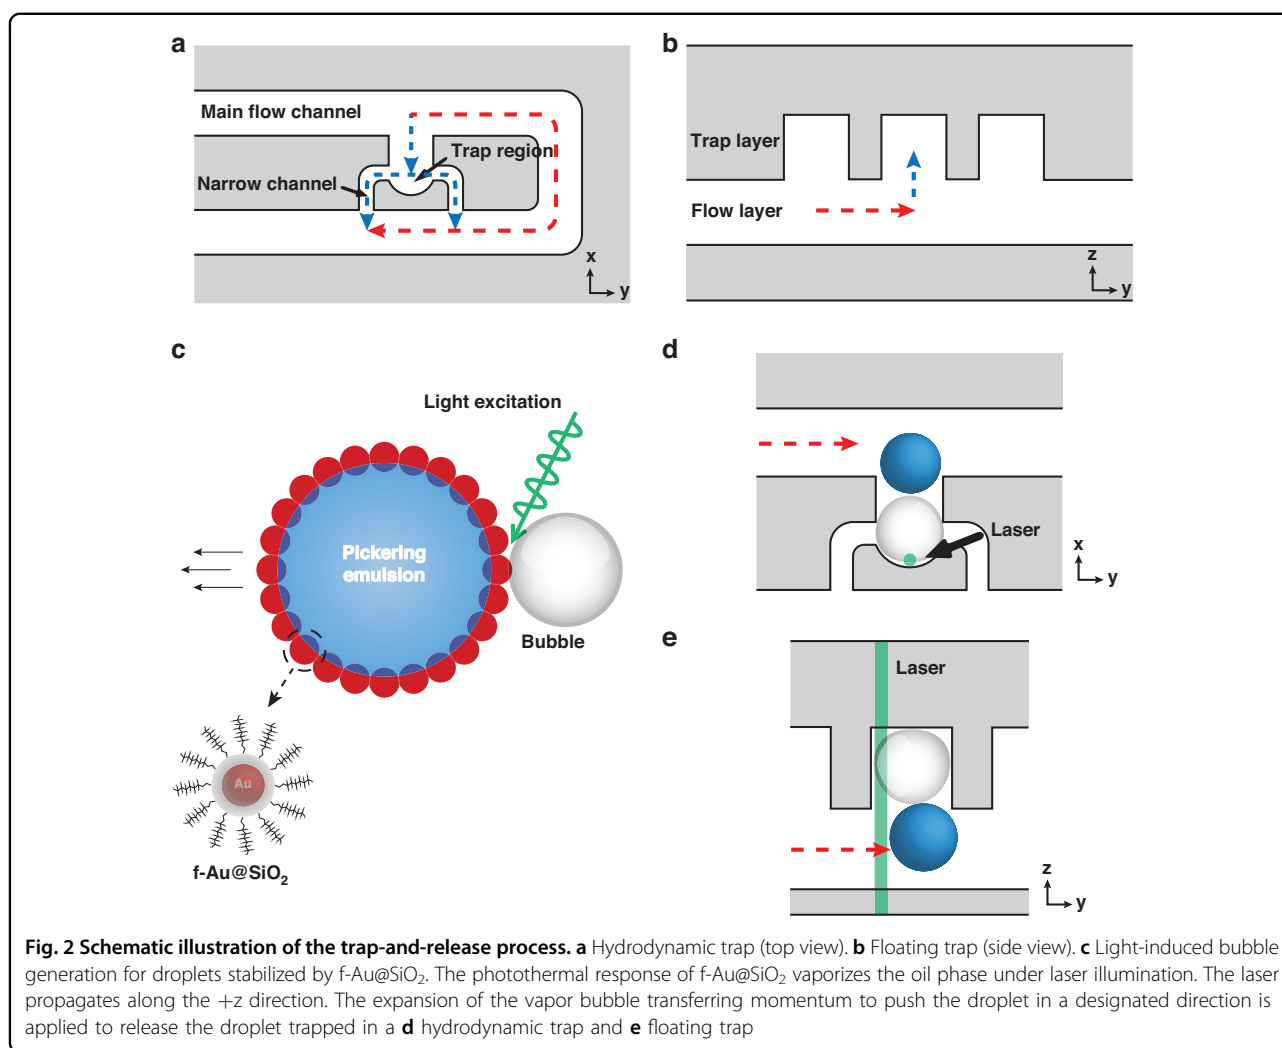 a
Main flow channel
Trap region
Narrow channel
x
y
b
Trap layer
Flow layer
z
y
c
Light excitation
Pickering
emulsion
Bubble
Au
f-Au@SiO2
d
Laser
x
y
e
Laser
z
y
Fig. 2 Schematic illustration of the trap-and-release process. a Hydrodynamic trap (top view). b Floating trap (side view). c Light-induced bubble
generation for droplets stabilized by f-Au@SiO2. The photothermal response of f-Au@SiO2 vaporizes the oil phase under laser illumination. The laser
propagates along the +z direction. The expansion of the vapor bubble transferring momentum to push the droplet in a designated direction is
applied to release the droplet trapped in a d hydrodynamic trap and e floating trap